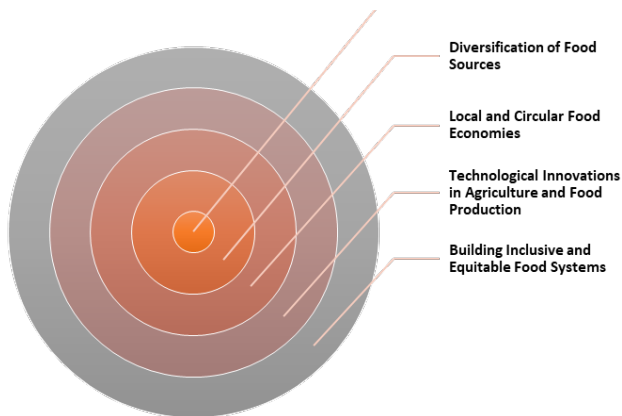 Diversification of Food
Sources
Local and Circular Food
Economies
Technological Innovations
in Agriculture and Food
Production
Building Inclusive and
Equitable Food Systems